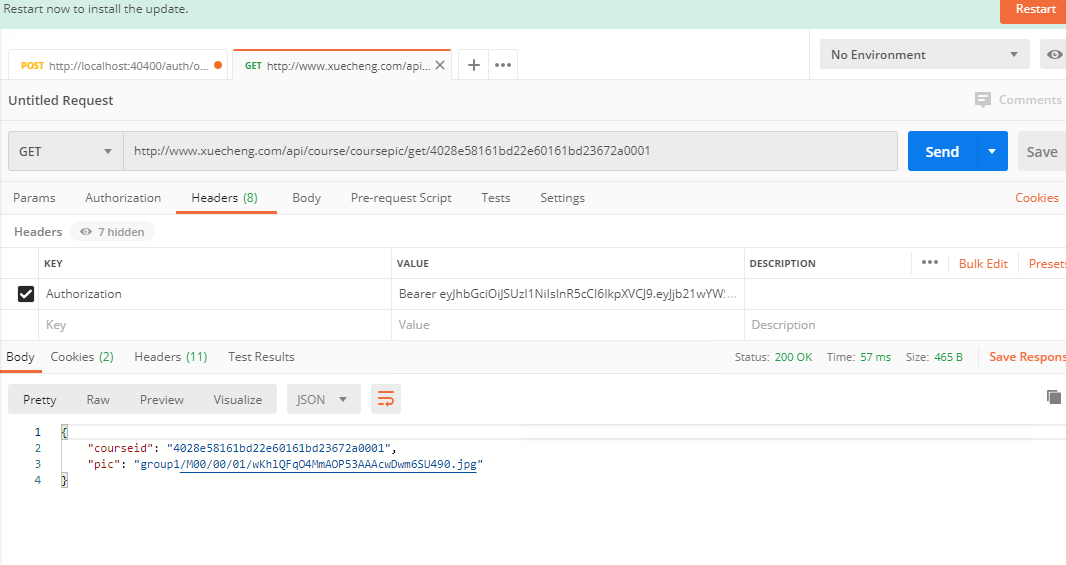 Restart now to install the update.
Restart
POST http://localhost:40400/auth/o...
GET http://www.xuecheng.com/api...
No Environment
Untitled Request
Comments
GET
http://www.xuecheng.com/api/course/coursepic/get/4028e58161bd22e60161bd23672a0001
Send
Save
Params Authorization Headers (8) Body Pre-request Script Tests Settings Cookies
Headers 7 hidden
KEY VALUE DESCRIPTION Bulk Edit Presets
Authorization Bearer eyJhbGciOiJSUzI1NiIsInR5cCI6IkpXVCJ9.eyJjb21wYW5...
Key Value Description
Body Cookies (2) Headers (11) Test Results Status: 200 OK Time: 57 ms Size: 465 B Save Respons
Pretty Raw Preview Visualize JSON
1 {
2 "courseid": "4028e58161bd22e60161bd23672a0001",
3 "pic": "group1/M00/00/01/wKhlQFqO4MmAOP53AAAcwDwm6SU490.jpg"
4 }